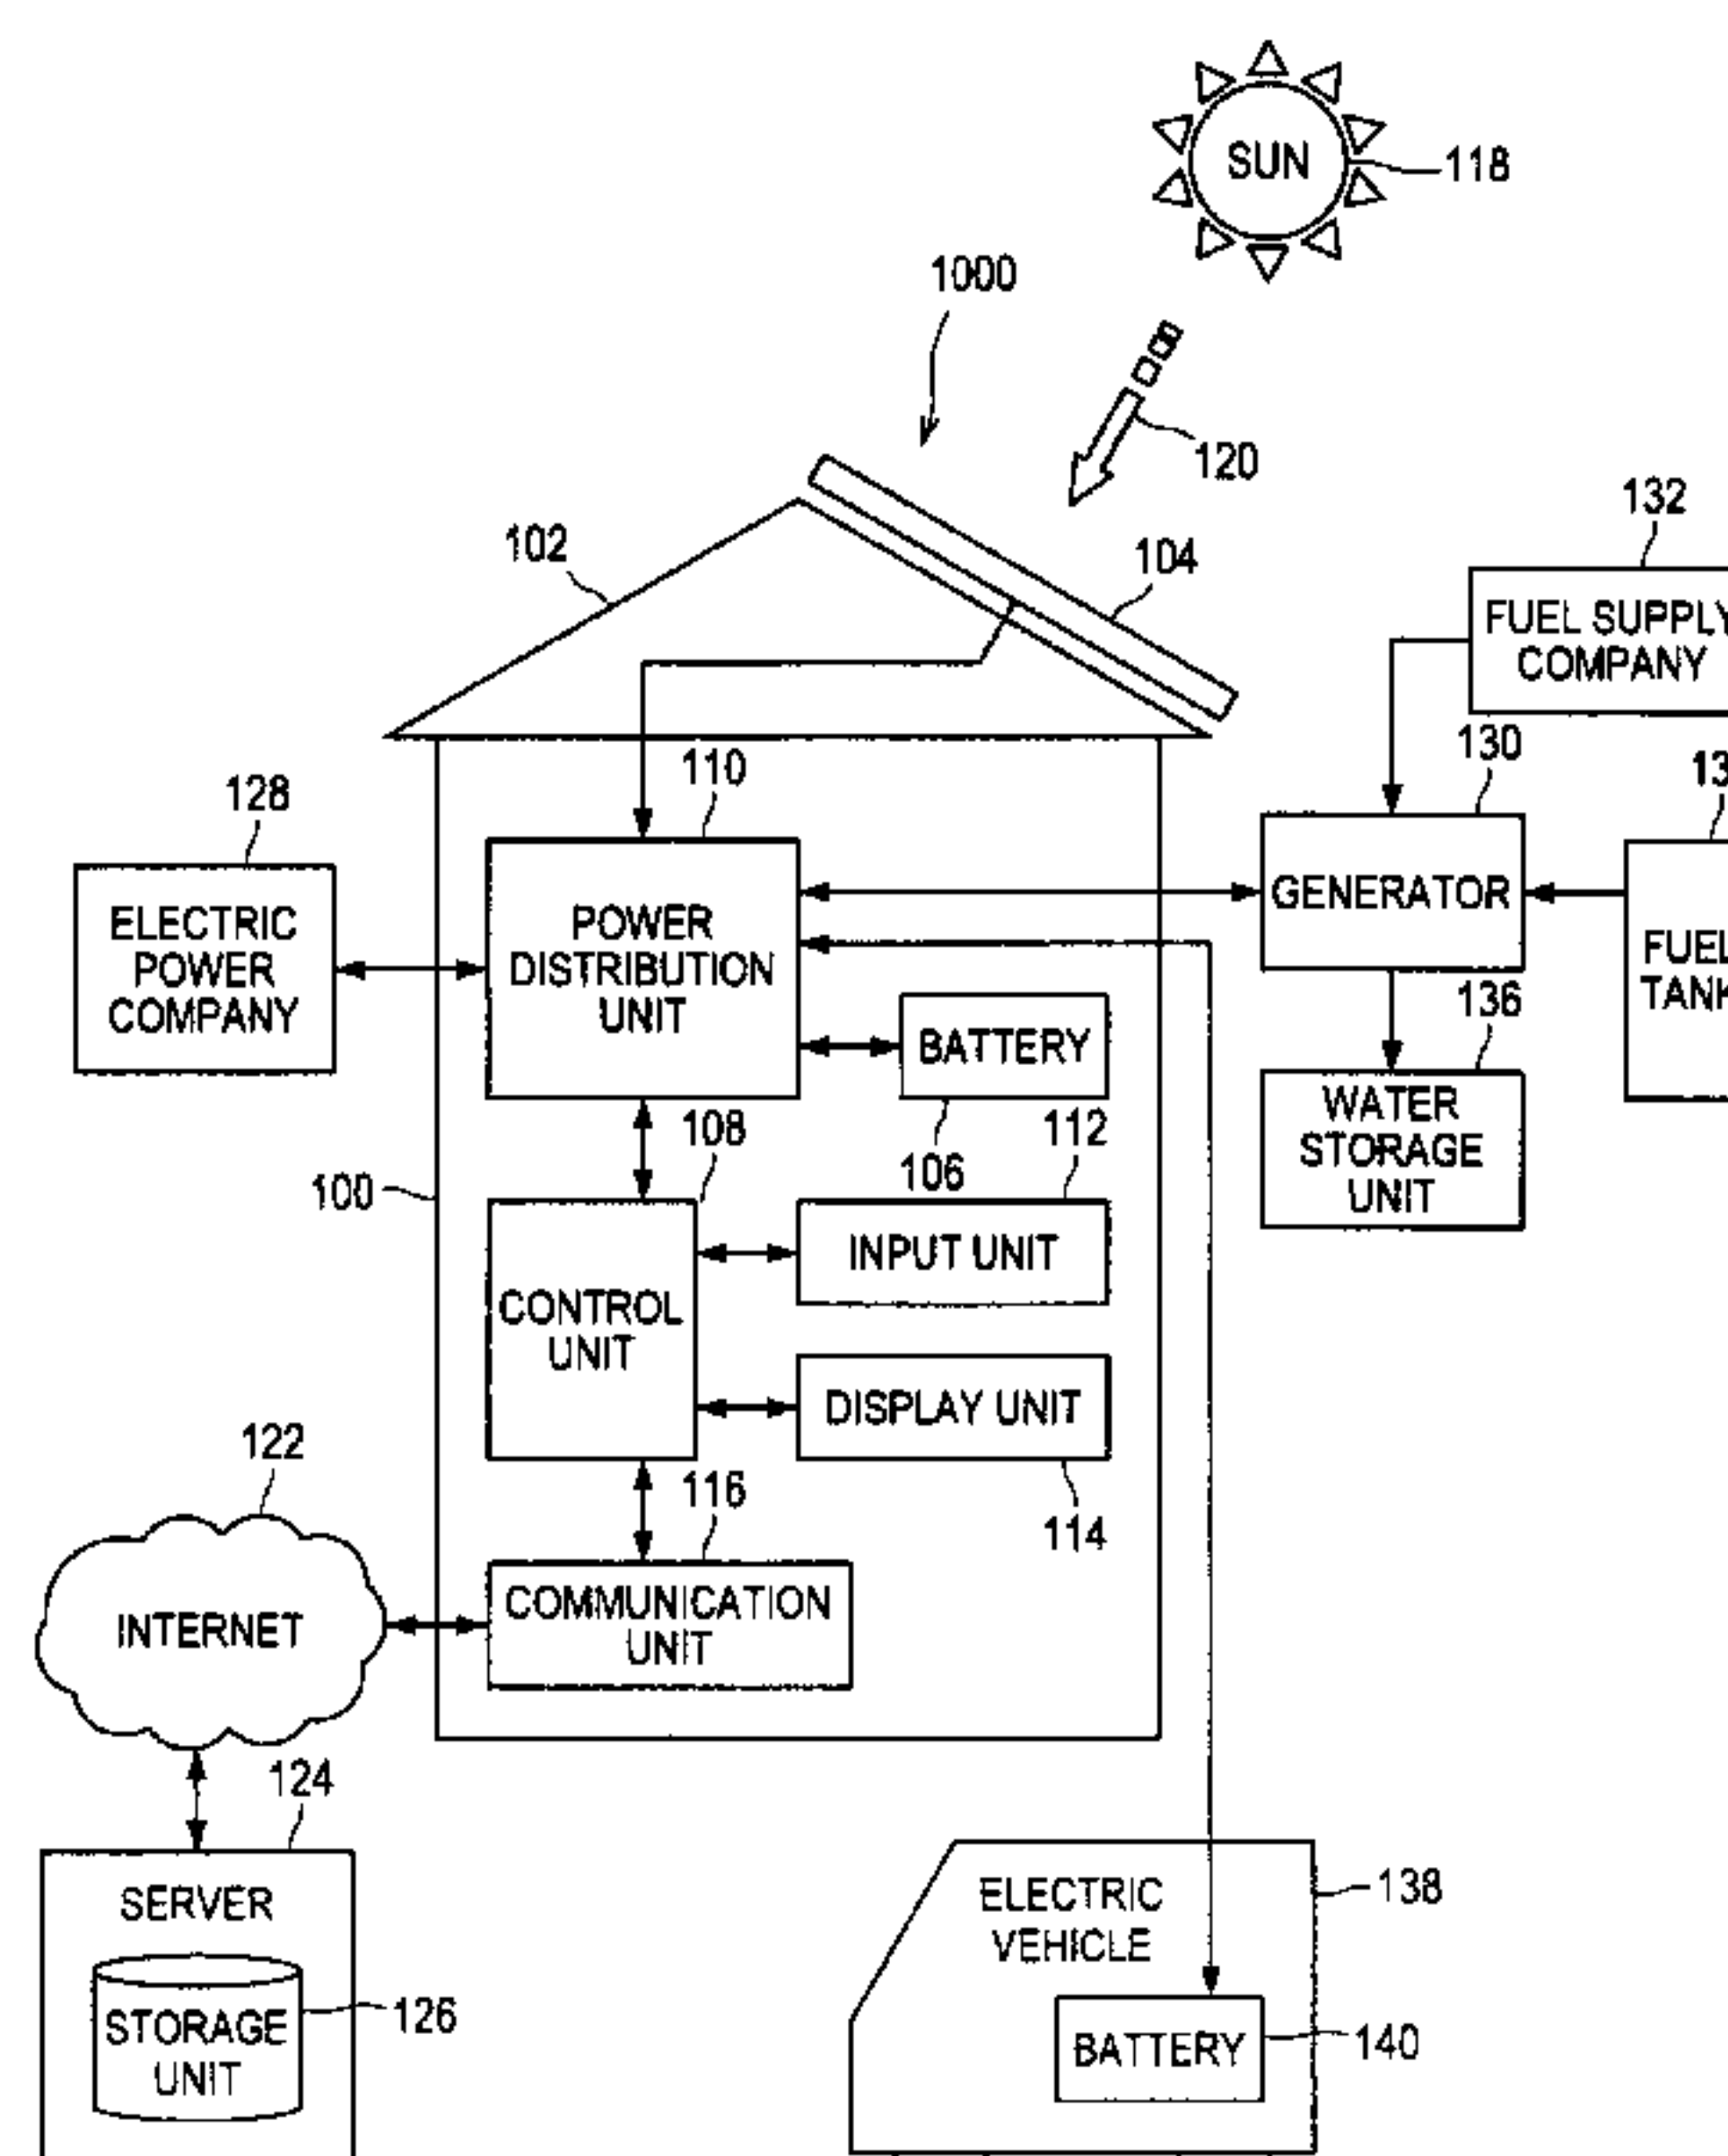 SUN
118
1000
120
102
104
132
FUEL SUPPLY
COMPANY
110
130
128
ELECTRIC
POWER
COMPANY
POWER
DISTRIBUTION
UNIT
GENERATOR
FUEL
TANK
BATTERY
136
108
112
106
WATER
STORAGE
UNIT
100
INPUT UNIT
CONTROL
UNIT
DISPLAY UNIT
122
116
114
INTERNET
COMMUNICATION
UNIT
124
SERVER
ELECTRIC
VEHICLE
138
STORAGE
UNIT
126
BATTERY
140